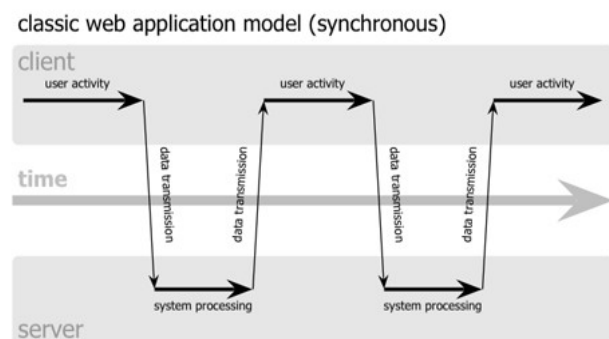 classic web application model (synchronous)
client
user activity
user activity
user activity
data transmission
data transmission
data transmission
data transmission
time
system processing
system processing
server